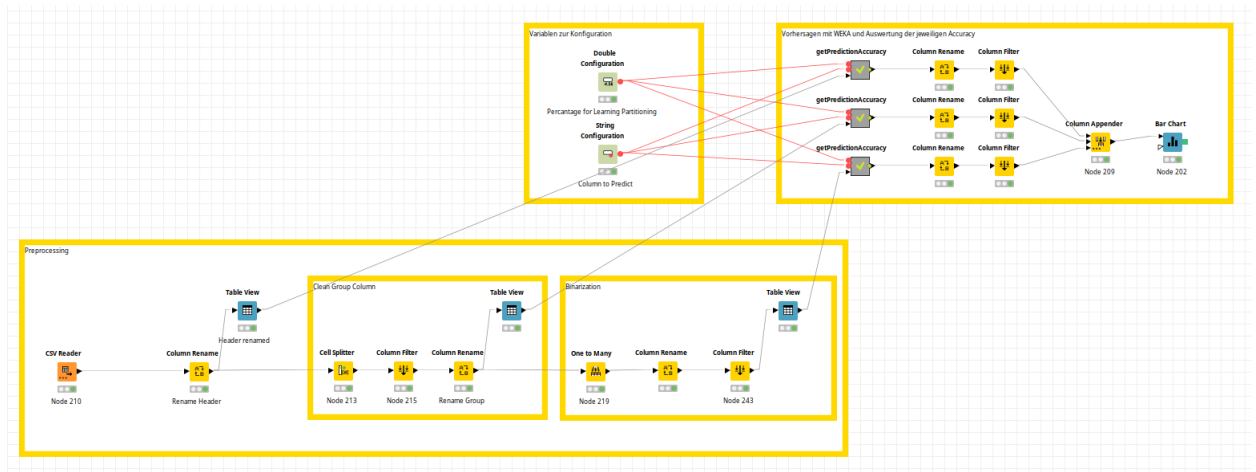 Variablen zur Konfiguration
Double
Configuration
Percentage for Learning Partitioning
String
Configuration
Column to Predict
Vorhersagen mit WEKA und Auswertung der jeweiligen Accuracy
getPredictionAccuracy
Column Rename
Column Filter
getPredictionAccuracy
Column Rename
Column Filter
getPredictionAccuracy
Column Rename
Column Filter
Column Appender
Node 209
Bar Chart
Node 202
Preprocessing
CSV Reader
Node 210
Column Rename
Rename Header
Table View
Header renamed
Clean Group Column
Cell Splitter
Node 213
Column Filter
Node 215
Column Rename
Rename Group
Table View
Binarization
One to Many
Node 219
Column Rename
Column Filter
Node 243
Table View